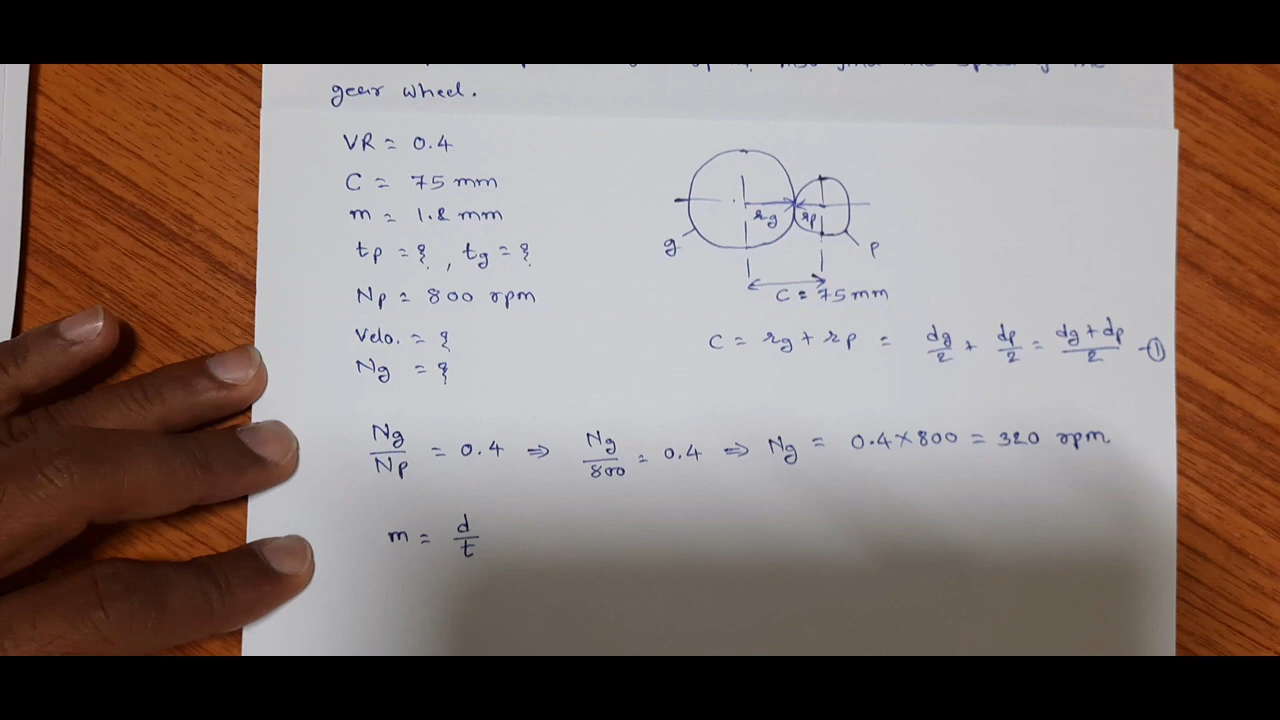 gear wheel.
VR = 0.4
C = 75 mm
m = 1.8 mm
tp = ? , tg = ?
Np = 800 rpm
Velo. = ?
Ng = ?
rg rp
g p
C = 75 mm
C = rg + rp = dg/2 + dp/2 = dg + dp/2 - ①
Ng/Np = 0.4 ⇒ Ng/800 = 0.4 ⇒ Ng = 0.4 × 800 = 320 rpm
m = d/t